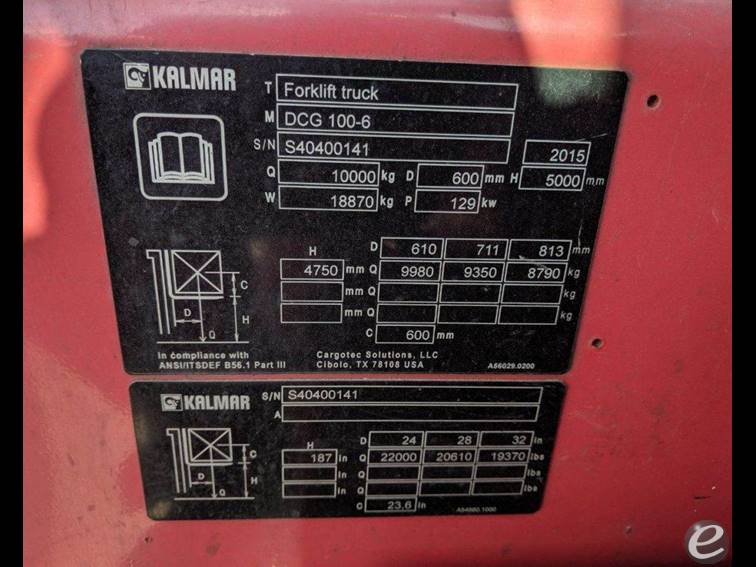 KALMAR
T Forklift truck
M DCG 100-6
S/N S40400141 2015
Q 10000 kg D 600 mm H 5000 mm
W 18870 kg P 129 kw
H D 610 711 813 mm
4750 mm Q 9980 9350 8790 kg
mm Q kg
mm Q kg
C 600 mm
C
D H
Q
In compliance with
ANSI/ITSDEF B56.1 Part III
Cargotec Solutions, LLC
Cibolo, TX 78108 USA
A56029.0200
KALMAR
S/N S40400141
A
H D 24 28 32 in
187 in Q 22000 20610 19370 lbs
in Q lbs
in Q lbs
C 23,6 in
C
D H
Q
e